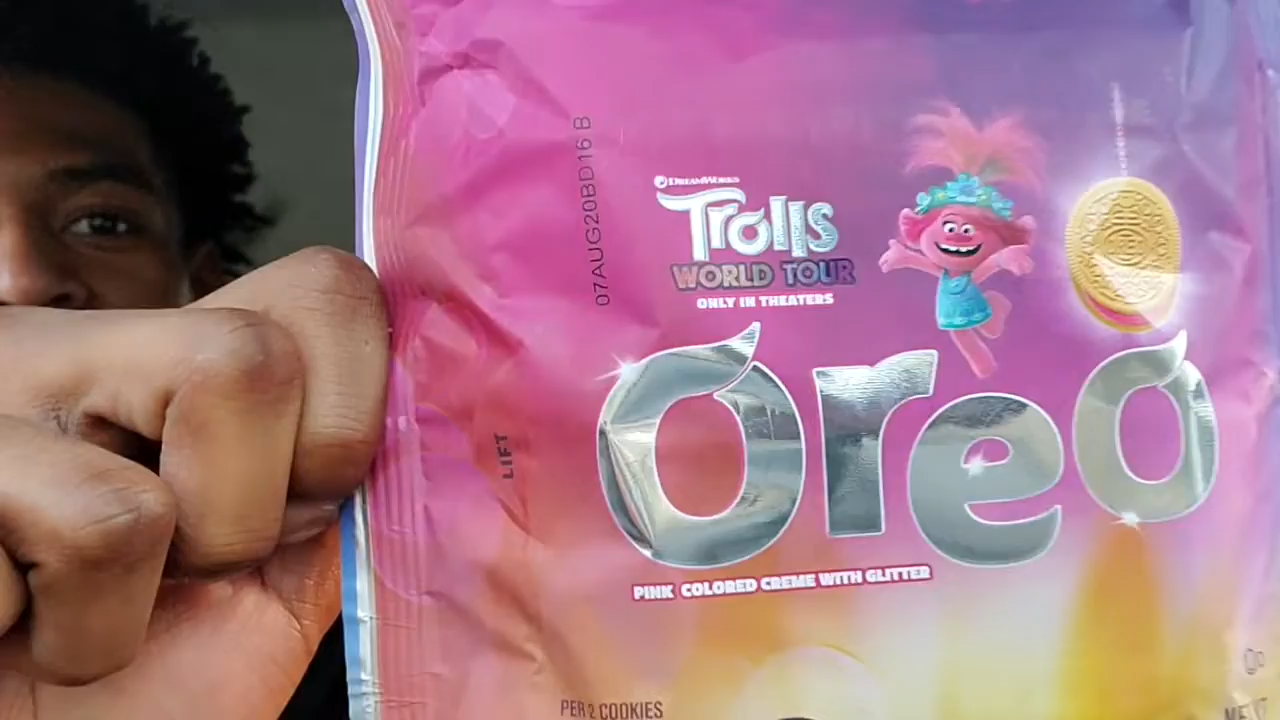 07AUG20BD16 B
DREAMWORKS
Trolls
WORLD TOUR
ONLY IN THEATERS
Oreo
LIFT
PINK COLORED CREME WITH GLITTER
PER 2 COOKIES